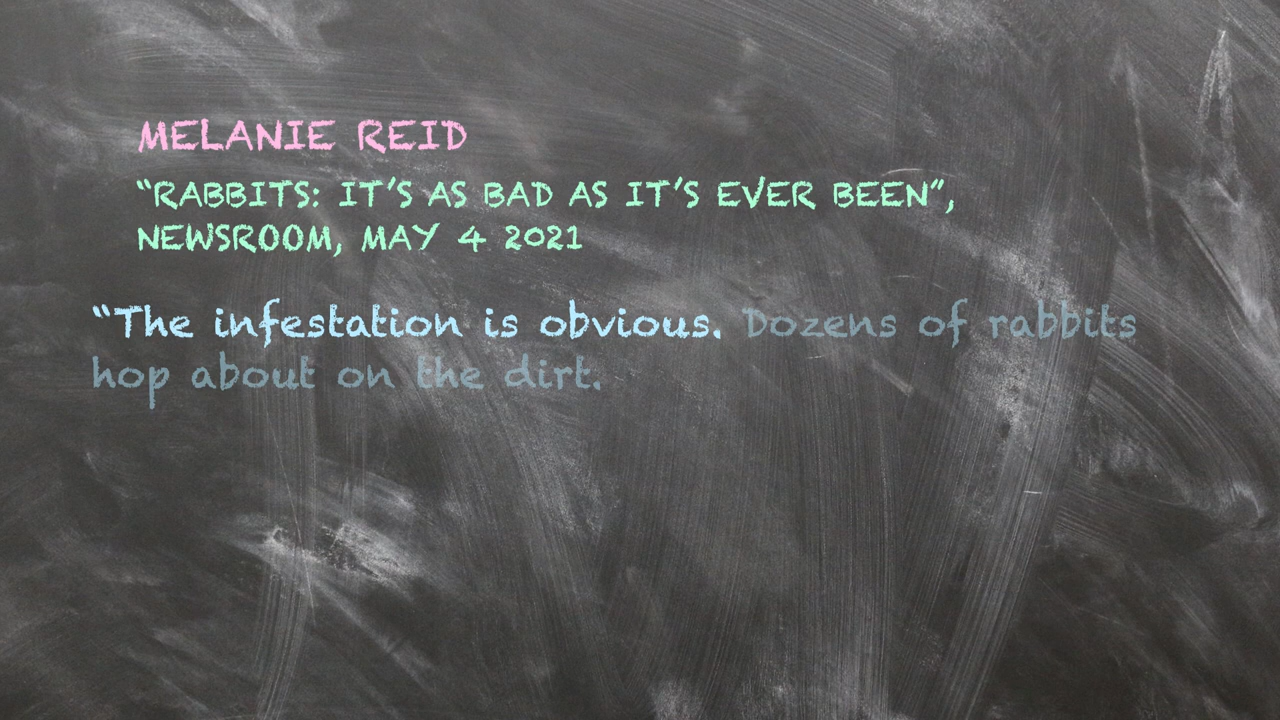 MELANIE REID
“RABBITS: IT’S AS BAD AS IT’S EVER BEEN”,
NEWSROOM, MAY 4 2021
“The infestation is obvious. Dozens of rabbits
hop about on the dirt.